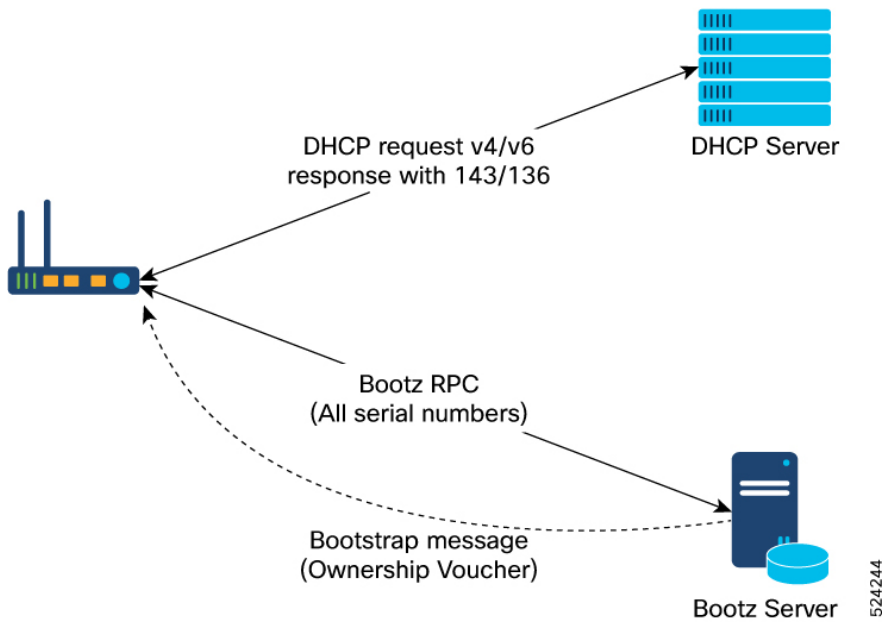 DHCP request v4/v6
response with 143/136
DHCP Server
Bootz RPC
(All serial numbers)
Bootstrap message
(Ownership Voucher)
Bootz Server
524244